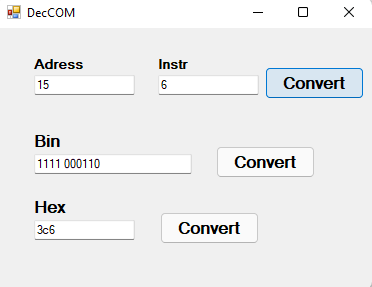 DecCOM
Adress Instr
15 6 Convert
Bin
1111 000110 Convert
Hex
3c6 Convert